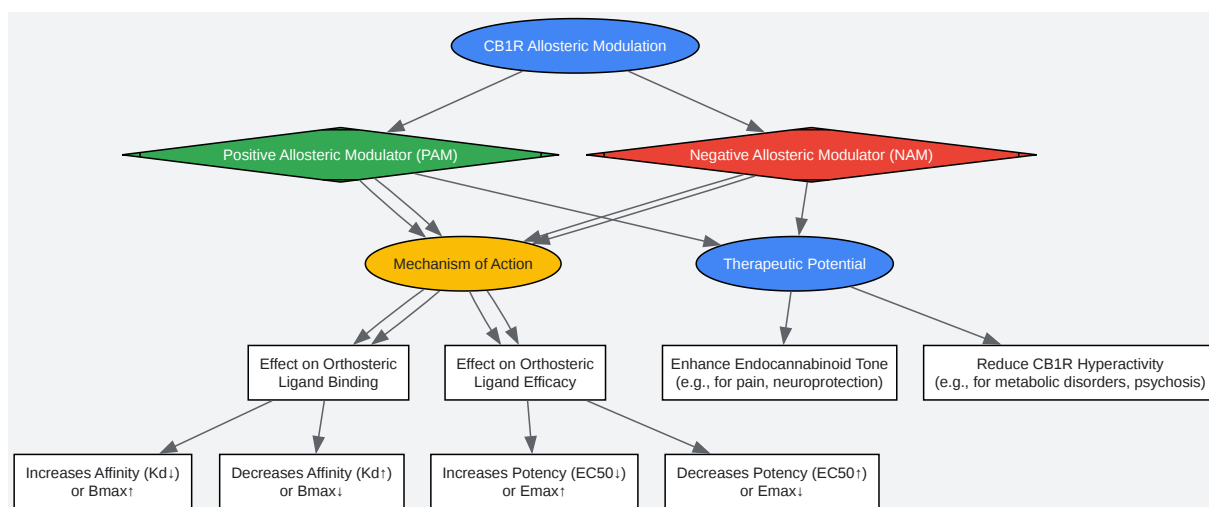 CB1R Allosteric Modulation
Positive Allosteric Modulator (PAM)
Negative Allosteric Modulator (NAM)
Mechanism of Action
Therapeutic Potential
Effect on Orthosteric
Ligand Binding
Effect on Orthosteric
Ligand Efficacy
Enhance Endocannabinoid Tone
(e.g., for pain, neuroprotection)
Reduce CB1R Hyperactivity
(e.g., for metabolic disorders, psychosis)
Increases Affinity (Kd↓)
or Bmax↑
Decreases Affinity (Kd↑)
or Bmax↓
Increases Potency (EC50↓)
or Emax↑
Decreases Potency (EC50↑)
or Emax↓